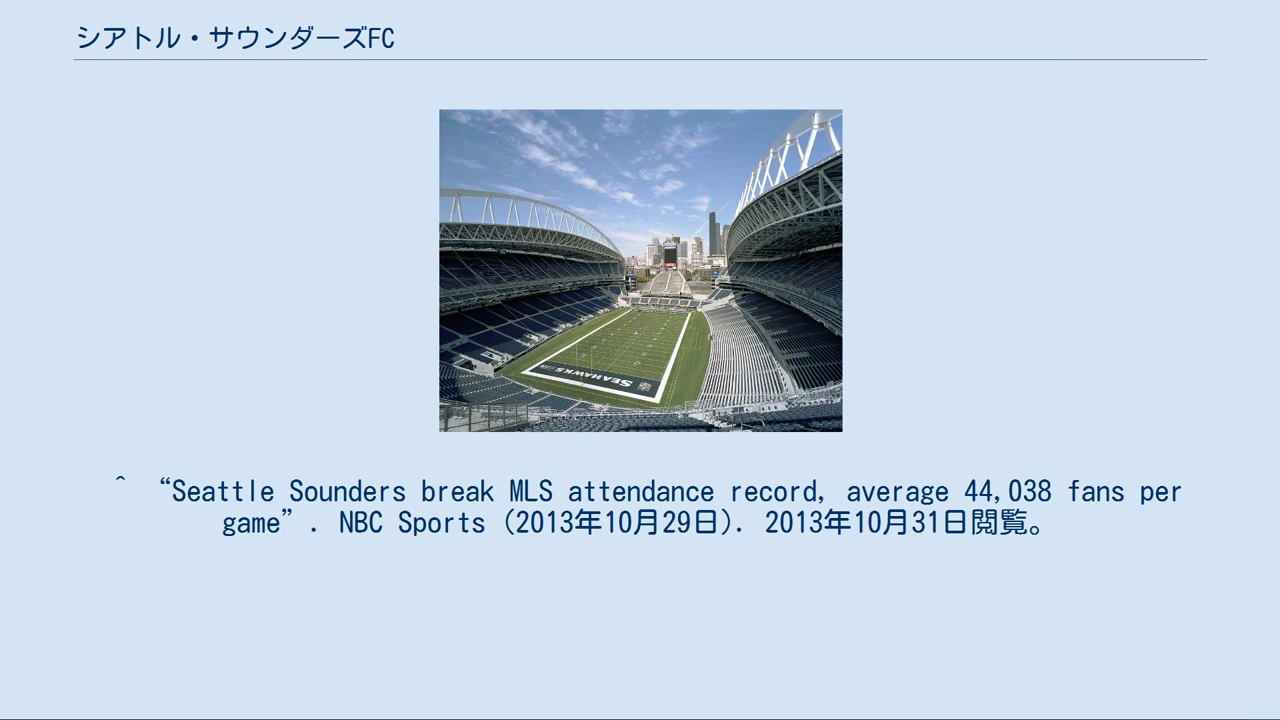 シアトル・サウンダーズFC
SEAHAWKS
^ “Seattle Sounders break MLS attendance record, average 44,038 fans per
game”. NBC Sports (2013年10月29日). 2013年10月31日閲覧。